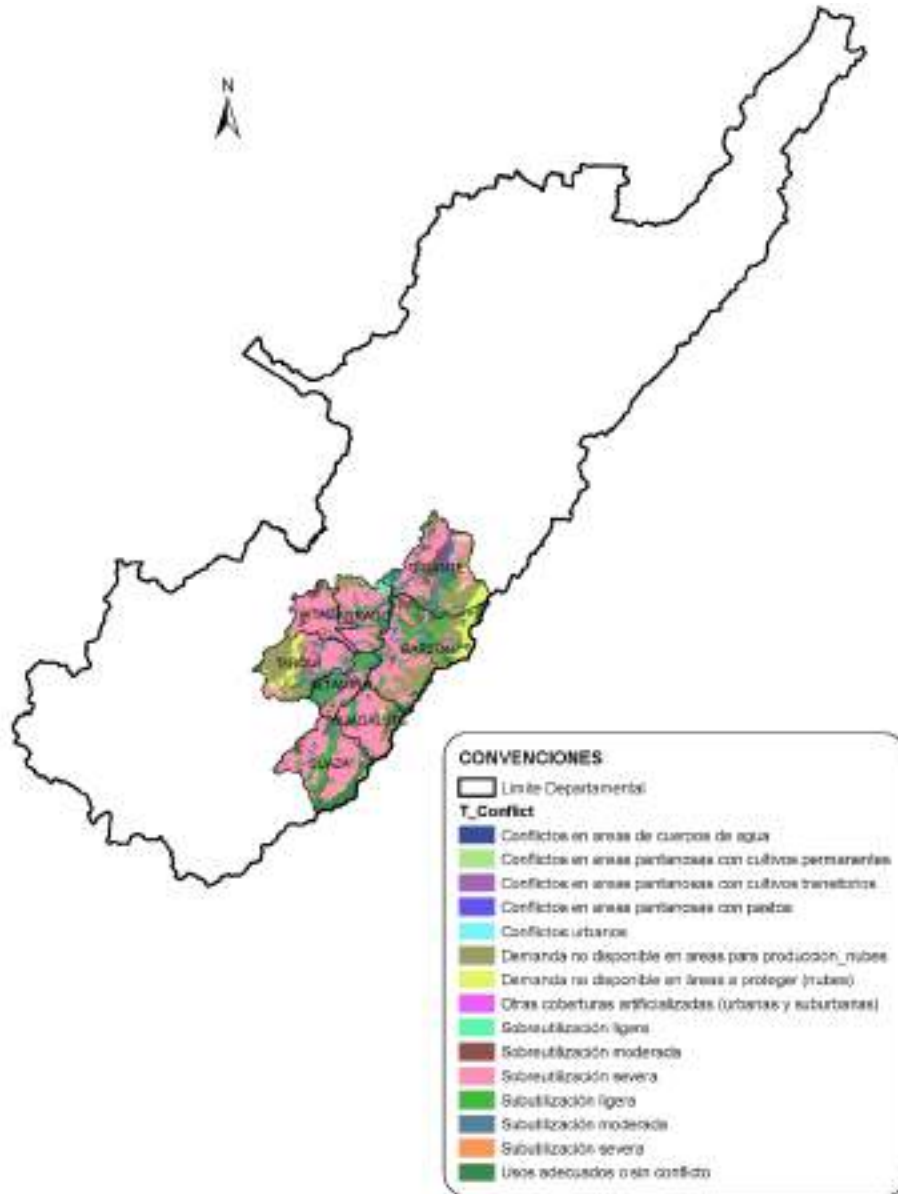 N
TARQUI
CONVENCIONES
Limite Departamental
T_Conflict
Conflictos en areas de cuerpos de agua
Conflictos en areas pantanosas con cultivos permanentes
Conflictos en areas pantanosas con cultivos transitorios
Conflictos en areas pantanosas con pastos
Conflictos urbanos
Demanda no disponible en areas para produccion_nubes
Demanda no disponible en áreas a proteger (nubes)
Otras coberturas artificializadas (urbanas y suburbanas)
Sobreutilización ligera
Sobreutilización moderada
Sobreutilización severa
Subutilización ligera
Subutilización moderada
Subutilización severa
Usos adecuados o sin conflicto